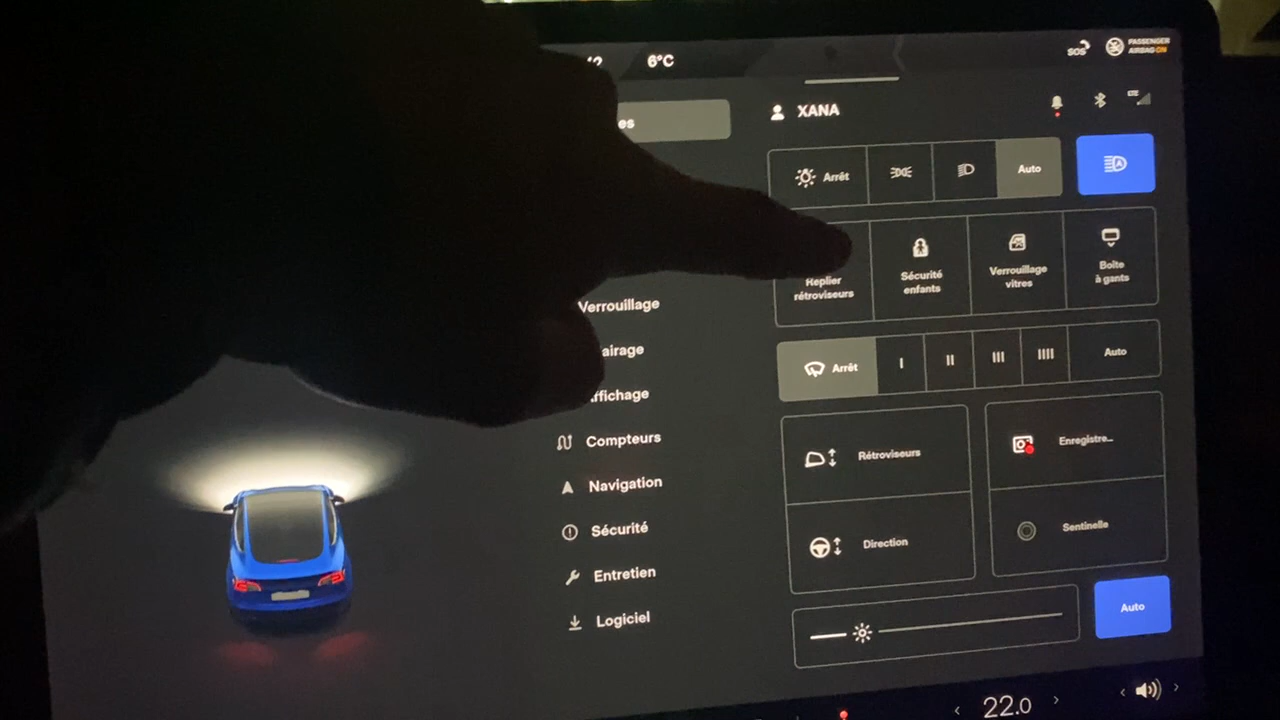 6°C
SOS
PASSENGER
AIRBAG ON
XANA
LTE
Arrêt
Auto
Replier
rétroviseurs
Sécurité
enfants
Verrouillage
vitres
Boîte
à gants
Verrouillage
Arrêt
I
II
III
IIII
Auto
Compteurs
Navigation
Sécurité
Entretien
Logiciel
Rétroviseurs
Direction
Enregistre...
Sentinelle
Auto
22.0